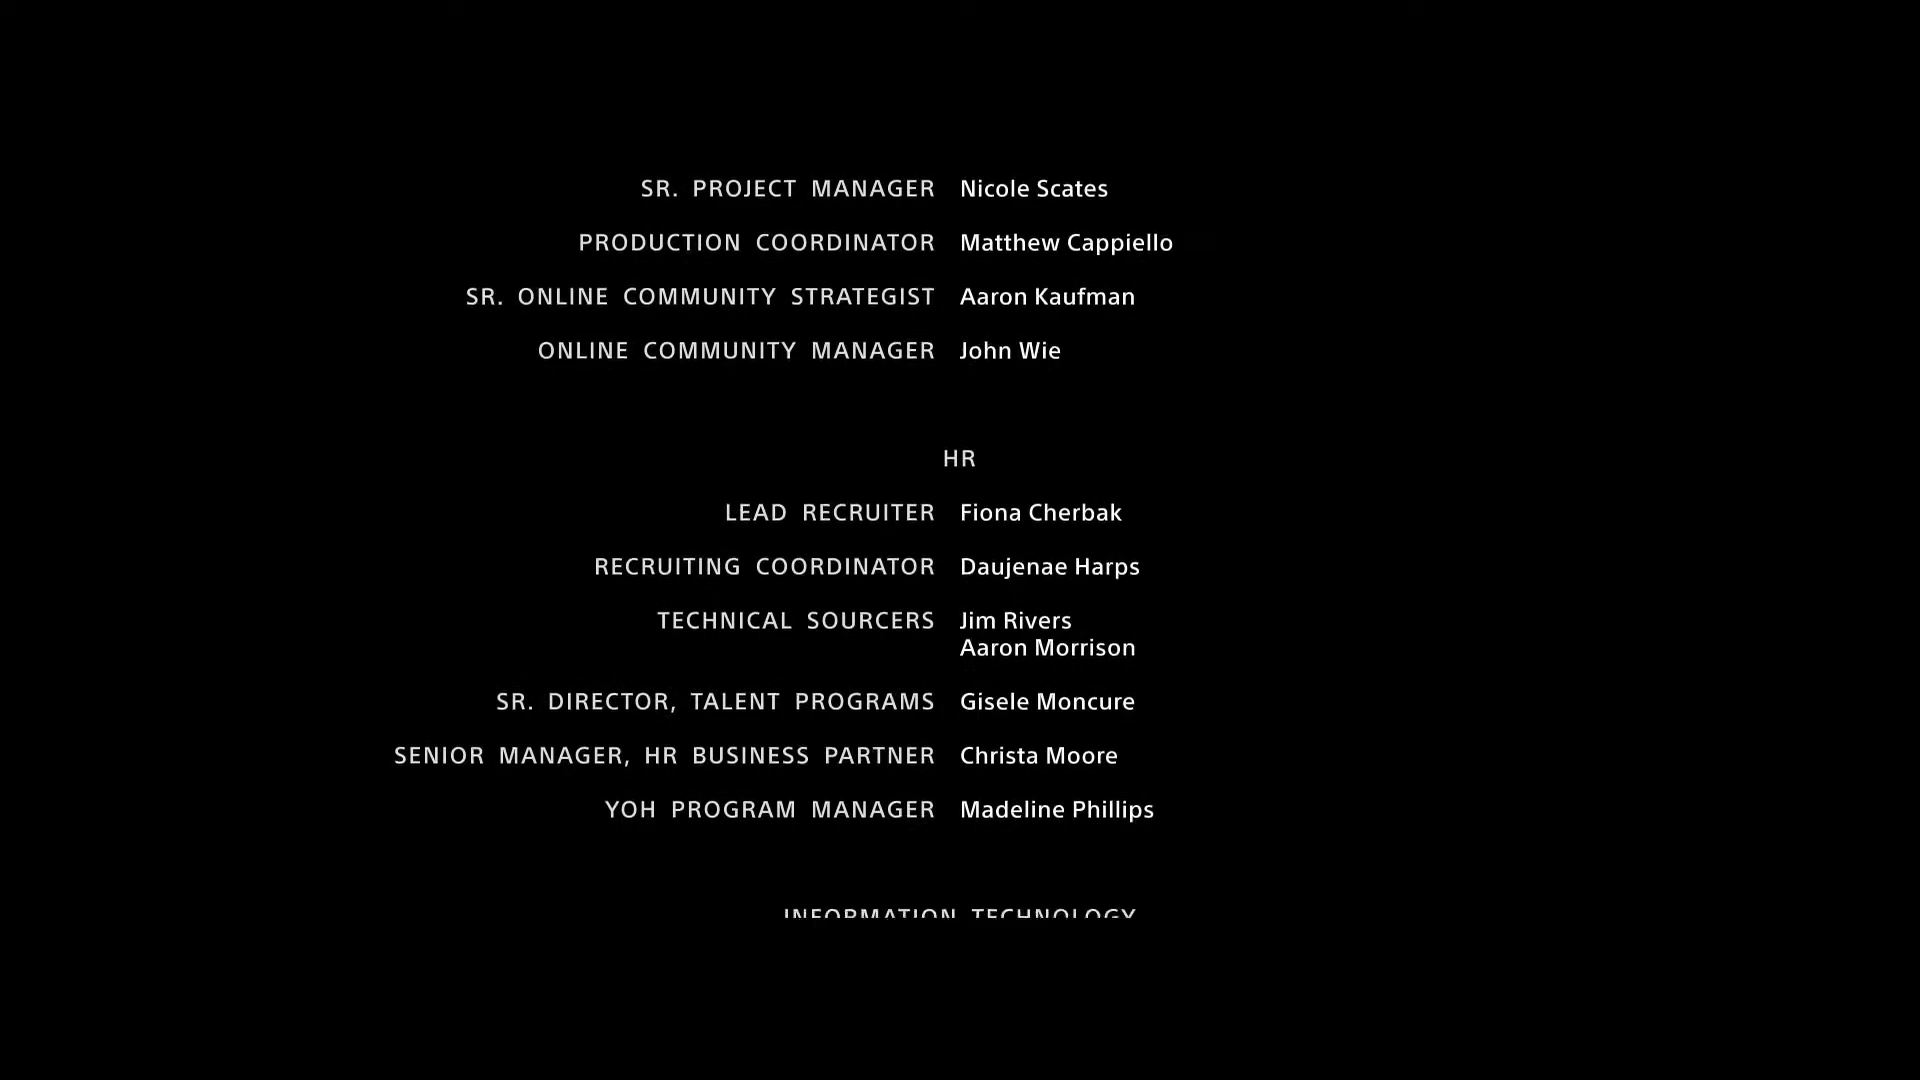 SR. PROJECT MANAGER Nicole Scates
PRODUCTION COORDINATOR Matthew Cappiello
SR. ONLINE COMMUNITY STRATEGIST Aaron Kaufman
ONLINE COMMUNITY MANAGER John Wie
HR
LEAD RECRUITER Fiona Cherbak
RECRUITING COORDINATOR Daujenae Harps
TECHNICAL SOURCERS Jim Rivers
Aaron Morrison
SR. DIRECTOR, TALENT PROGRAMS Gisele Moncure
SENIOR MANAGER, HR BUSINESS PARTNER Christa Moore
YOH PROGRAM MANAGER Madeline Phillips
INFORMATION TECHNOLOGY